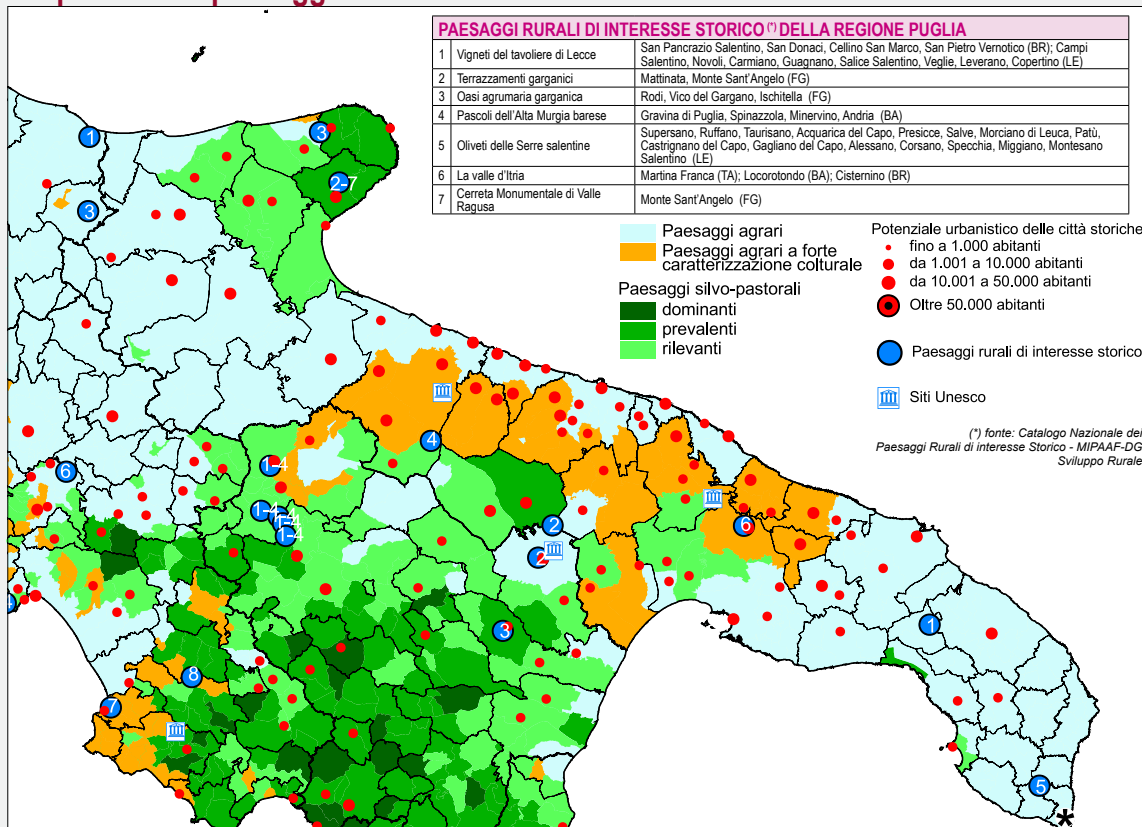 PAESAGGI RURALI DI INTERESSE STORICO (*) DELLA REGIONE PUGLIA
1 Vigneti del tavoliere di Lecce San Pancrazio Salentino, San Donaci, Cellino San Marco, San Pietro Vernotico (BR); Campi
Salentino, Novoli, Carmiano, Guagnano, Salice Salentino, Veglie, Leverano, Copertino (LE)
2 Terrazzamenti garganici Mattinata, Monte Sant'Angelo (FG)
3 Oasi agrumaria garganica Rodi, Vico del Gargano, Ischitella (FG)
4 Pascoli dell'Alta Murgia barese Gravina di Puglia, Spinazzola, Minervino, Andria (BA)
5 Oliveti delle Serre salentine Supersano, Ruffano, Taurisano, Acquarica del Capo, Presicce, Salve, Morciano di Leuca, Patù,
Castrignano del Capo, Gagliano del Capo, Alessano, Corsano, Specchia, Miggiano, Montesano
Salentino (LE)
6 La valle d'Itria Martina Franca (TA); Locorotondo (BA); Cisternino (BR)
7 Cerreta Monumentale di Valle
Ragusa Monte Sant'Angelo (FG)
Paesaggi agrari
Paesaggi agrari a forte
caratterizzazione colturale
Paesaggi silvo-pastorali
dominanti
prevalenti
rilevanti
Potenziale urbanistico delle città storiche
fino a 1.000 abitanti
da 1.001 a 10.000 abitanti
da 10.001 a 50.000 abitanti
Oltre 50.000 abitanti
Paesaggi rurali di interesse storico
Siti Unesco
(*) fonte: Catalogo Nazionale dei
Paesaggi Rurali di interesse Storico - MIPAAF-DG
Sviluppo Rurale
1
3
2-7
3
4
6
1-4
1-4
1-4
1-4
2
6
2
3
1
8
7
5
*